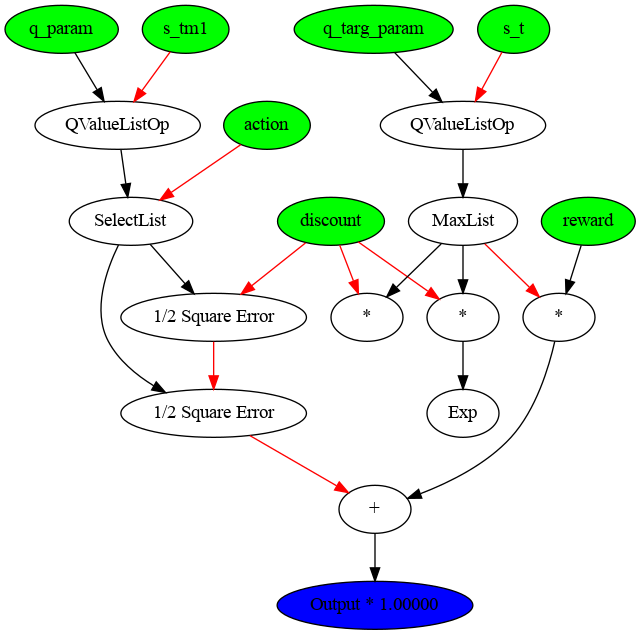 q_param
s_tm1
q_targ_param
s_t
QValueListOp
action
QValueListOp
SelectList
discount
MaxList
reward
1/2 Square Error
*
*
*
1/2 Square Error
Exp
+
Output * 1.00000